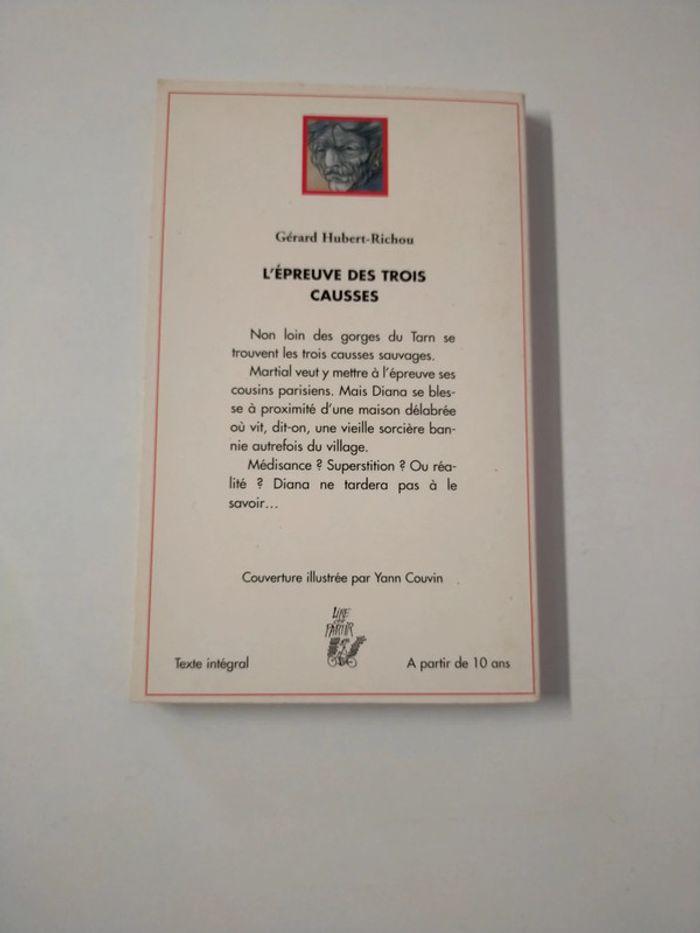 Gérard Hubert-Richou
L'ÉPREUVE DES TROIS
CAUSSES
Non loin des gorges du Tarn se
trouvent les trois causses sauvages.
Martial veut y mettre à l'épreuve ses
cousins parisiens. Mais Diana se bles-
se à proximité d'une maison délabrée
où vit, dit-on, une vieille sorcière ban-
nie autrefois du village.
Médisance ? Superstition ? Ou réa-
lité ? Diana ne tardera pas à le
savoir...
Couverture illustrée par Yann Couvin
LIRE
C'EST
PARTIR
Texte intégral
A partir de 10 ans